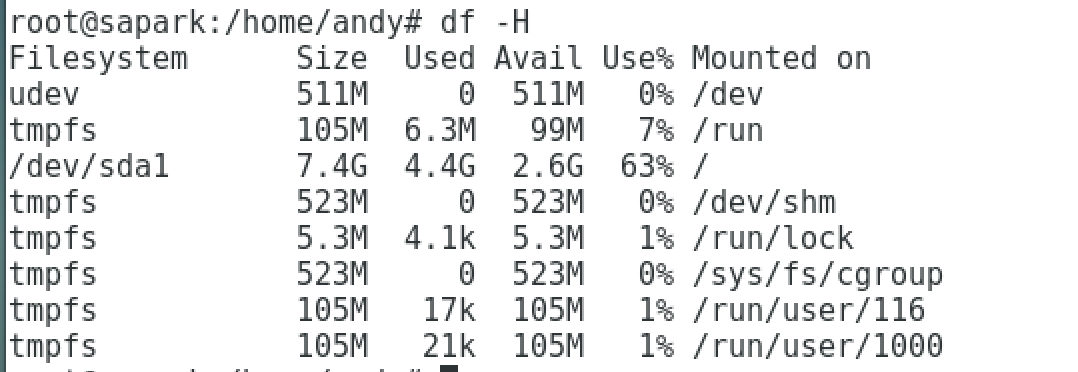 root@sapark:/home/andy# df -H
Filesystem      Size  Used Avail Use% Mounted on
udev            511M     0  511M   0% /dev
tmpfs           105M  6.3M   99M   7% /run
/dev/sda1       7.4G  4.4G  2.6G  63% /
tmpfs           523M     0  523M   0% /dev/shm
tmpfs           5.3M  4.1k  5.3M   1% /run/lock
tmpfs           523M     0  523M   0% /sys/fs/cgroup
tmpfs           105M   17k  105M   1% /run/user/116
tmpfs           105M   21k  105M   1% /run/user/1000